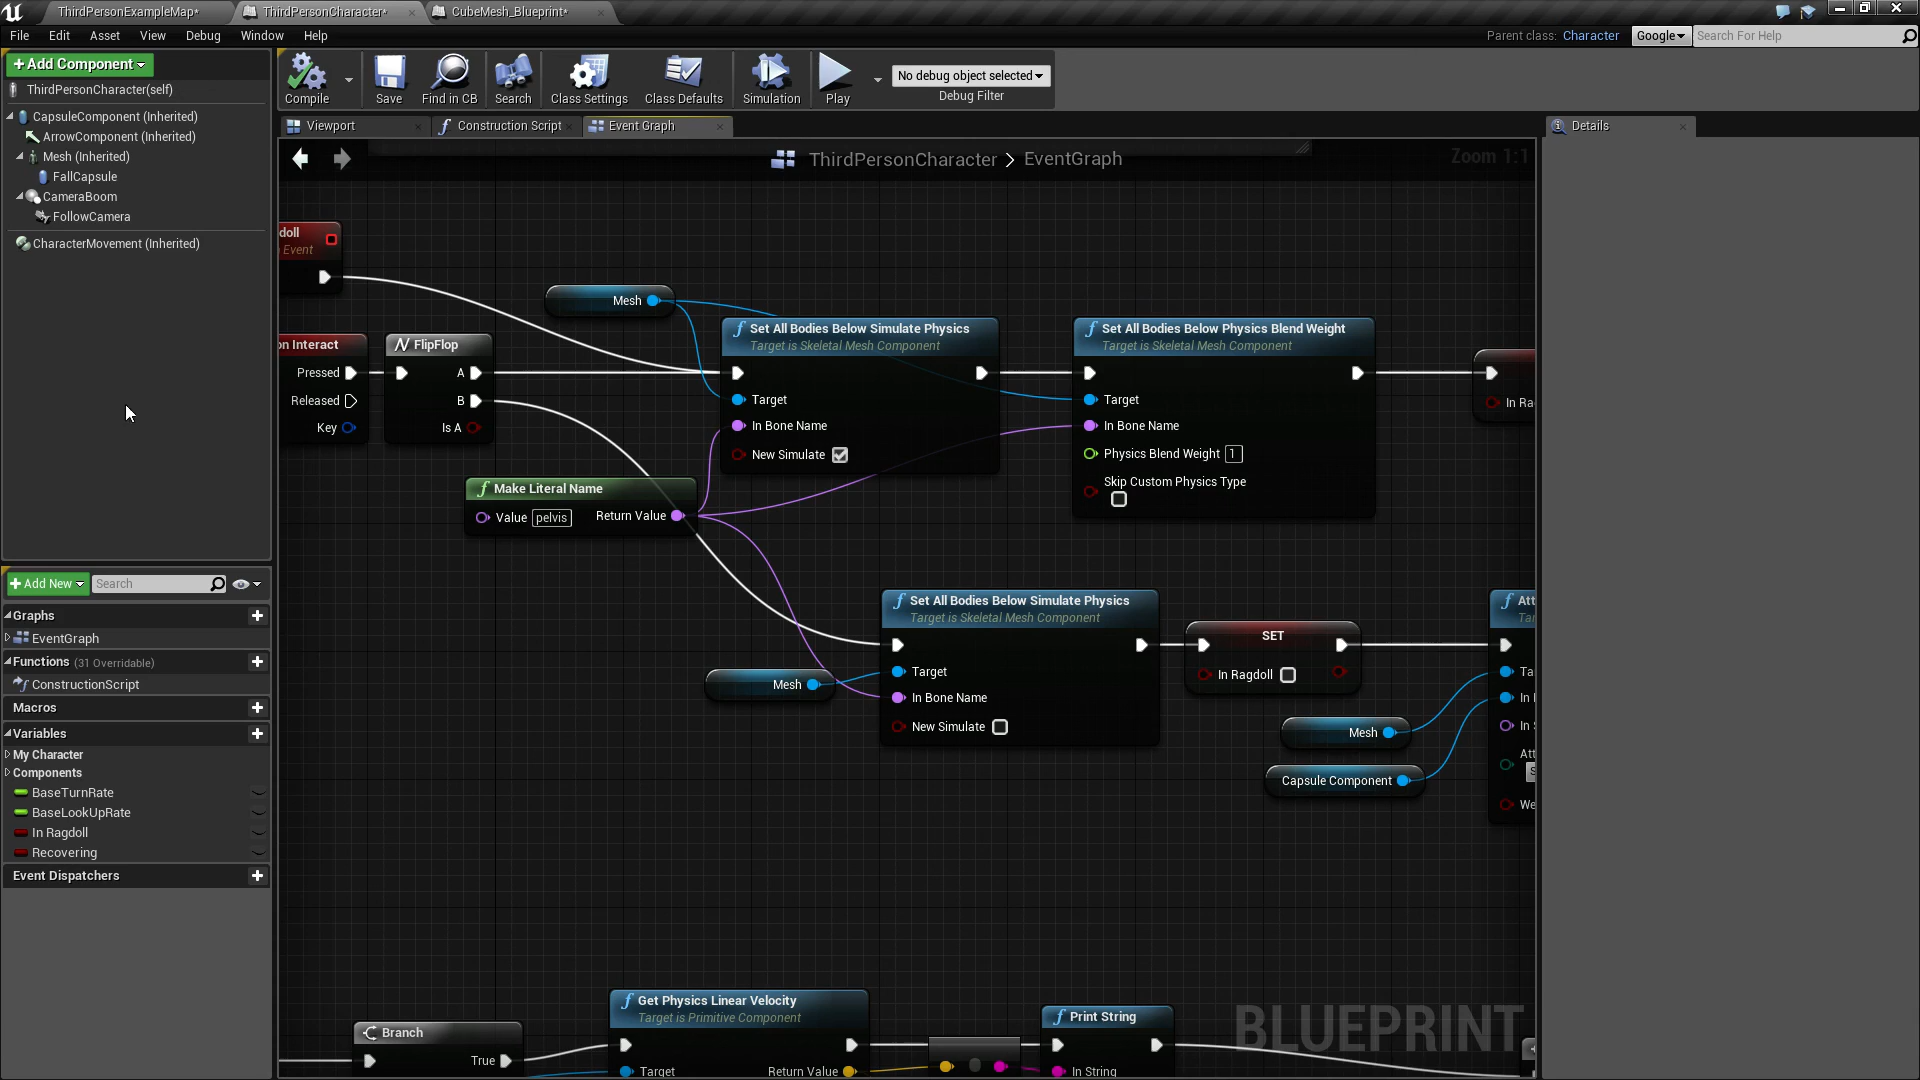 ThirdPersonExampleMap*
ThirdPersonCharacter*
CubeMesh_Blueprint*
File Edit Asset View Debug Window Help
Parent class: Character
Google
Search For Help
Add Component
ThirdPersonCharacter(self)
CapsuleComponent (Inherited)
ArrowComponent (Inherited)
Mesh (Inherited)
FallCapsule
CameraBoom
FollowCamera
CharacterMovement (Inherited)
Compile
Save
Find in CB
Search
Class Settings
Class Defaults
Simulation
Play
No debug object selected
Debug Filter
Viewport
Construction Script
Event Graph
Details
ThirdPersonCharacter > EventGraph
Zoom 1:1
doll
Event
on Interact
Pressed
Released
Key
FlipFlop
A
B
Is A
Mesh
Set All Bodies Below Simulate Physics
Target is Skeletal Mesh Component
Target
In Bone Name
New Simulate
Set All Bodies Below Physics Blend Weight
Target is Skeletal Mesh Component
Target
In Bone Name
Physics Blend Weight 1
Skip Custom Physics Type
In Ra
Make Literal Name
Value pelvis Return Value
Set All Bodies Below Simulate Physics
Target is Skeletal Mesh Component
Target
In Bone Name
New Simulate
Mesh
SET
In Ragdoll
Mesh
Capsule Component
Att
Tar
Ta
In
In
Att
S
We
Add New
Search
Graphs
EventGraph
Functions (31 Overridable)
ConstructionScript
Macros
Variables
My Character
Components
BaseTurnRate
BaseLookUpRate
In Ragdoll
Recovering
Event Dispatchers
Branch
True
Get Physics Linear Velocity
Target is Primitive Component
Target Return Value
Print String
In String
BLUEPRINT